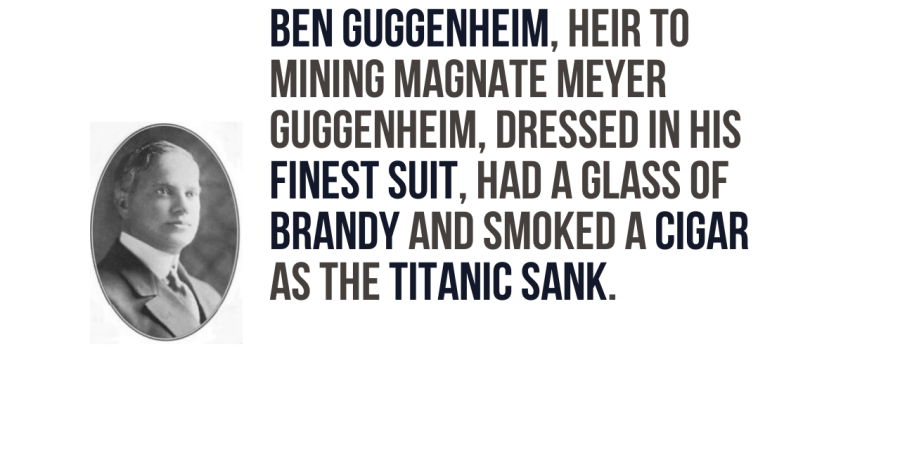 BEN GUGGENHEIM, HEIR TO
MINING MAGNATE MEYER
GUGGENHEIM, DRESSED IN HIS
FINEST SUIT, HAD A GLASS OF
BRANDY AND SMOKED A CIGAR
AS THE TITANIC SANK.